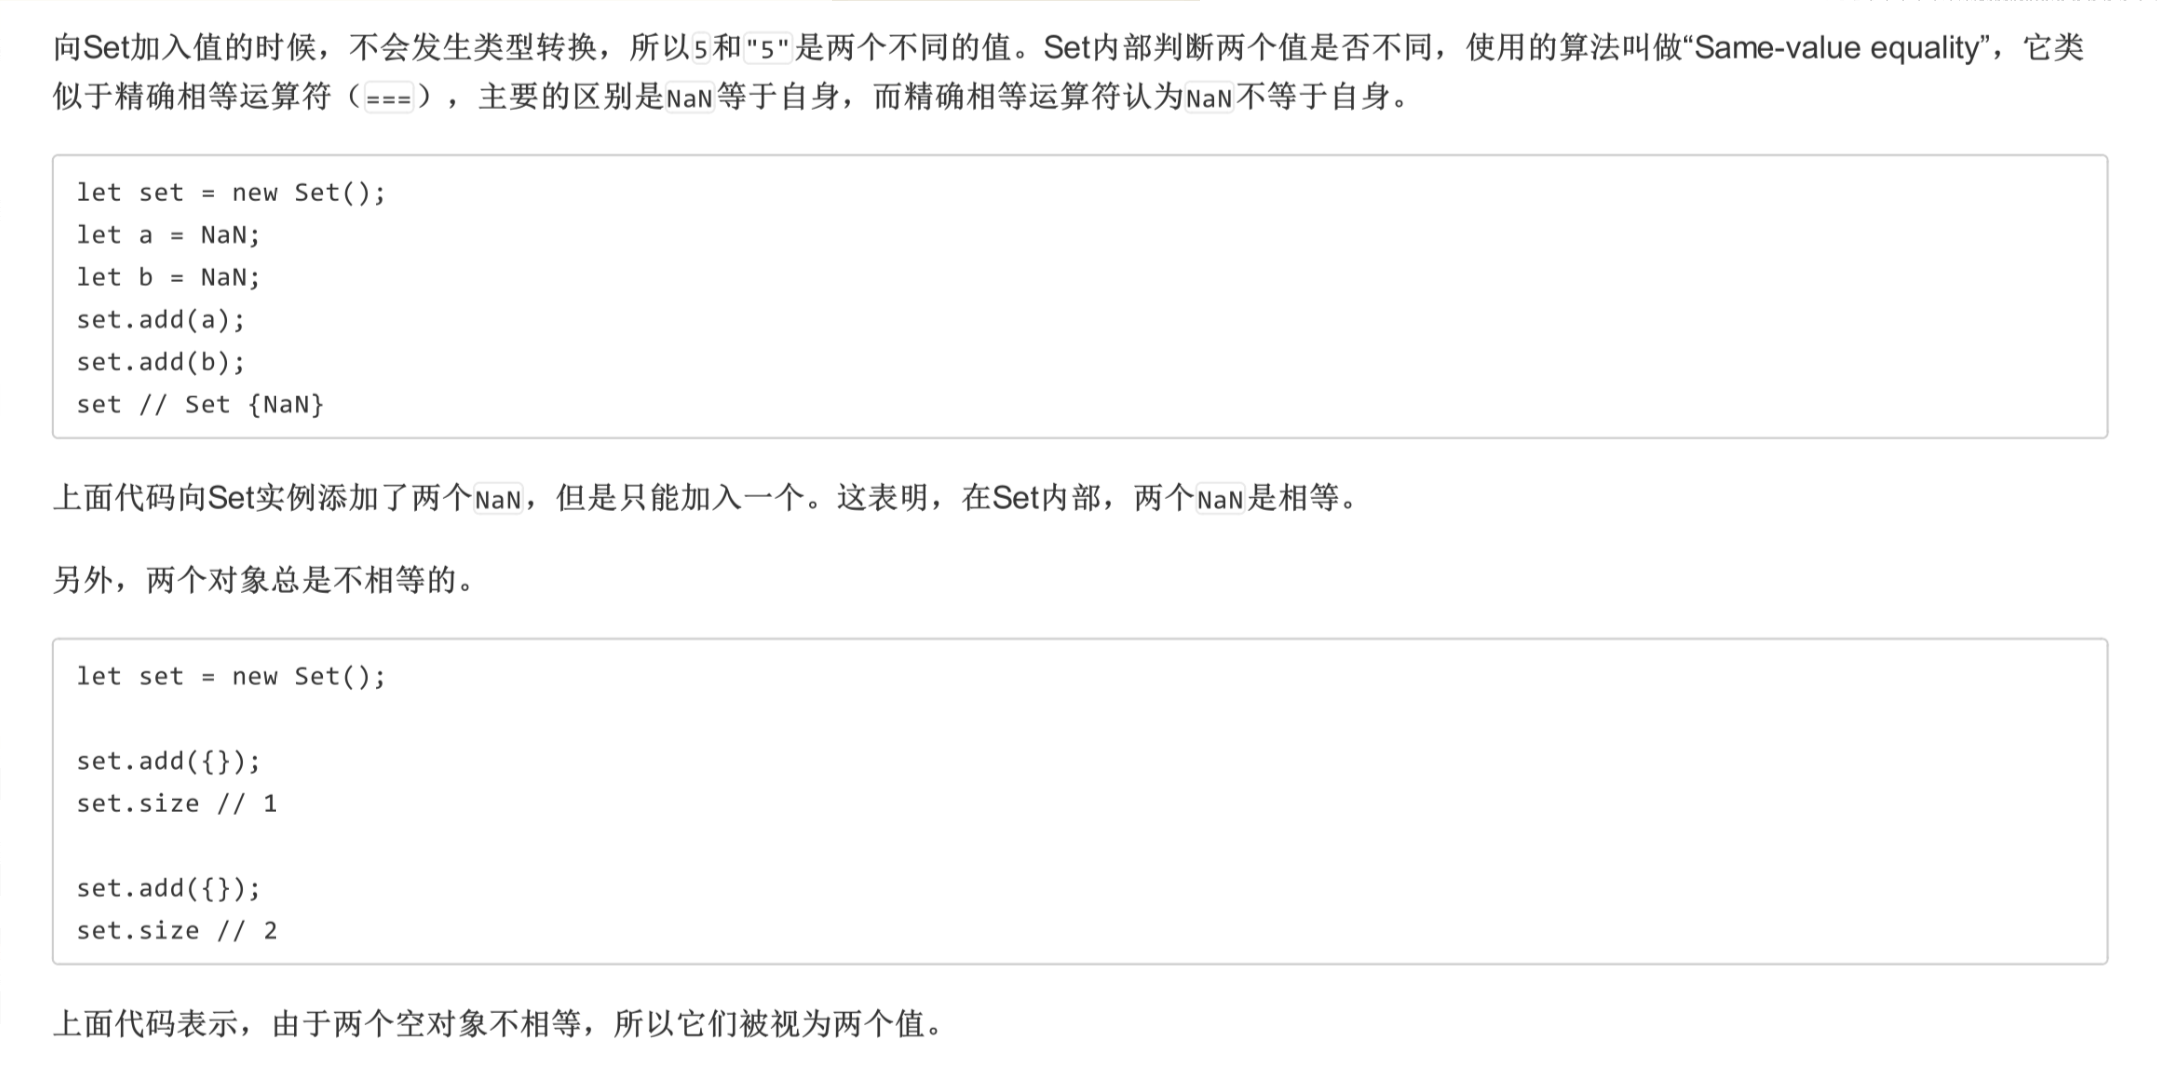 向Set加入值的时候，不会发生类型转换，所以5和"5"是两个不同的值。Set内部判断两个值是否不同，使用的算法叫做“Same-value equality”，它类
似于精确相等运算符（===），主要的区别是NaN等于自身，而精确相等运算符认为NaN不等于自身。
let set = new Set();
let a = NaN;
let b = NaN;
set.add(a);
set.add(b);
set // Set {NaN}
上面代码向Set实例添加了两个NaN，但是只能加入一个。这表明，在Set内部，两个NaN是相等。
另外，两个对象总是不相等的。
let set = new Set();
set.add({});
set.size // 1
set.add({});
set.size // 2
上面代码表示，由于两个空对象不相等，所以它们被视为两个值。